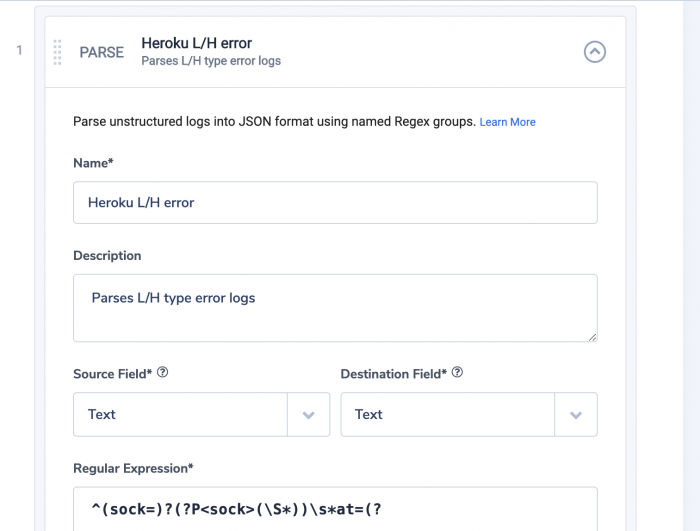 1
PARSE
Heroku L/H error
Parses L/H type error logs
Parse unstructured logs into JSON format using named Regex groups. Learn More
Name*
Heroku L/H error
Description
Parses L/H type error logs
Source Field* ?
Destination Field* ?
Text
Text
Regular Expression*
^(sock=)?(?P<sock>(\S*))\s*at=(?